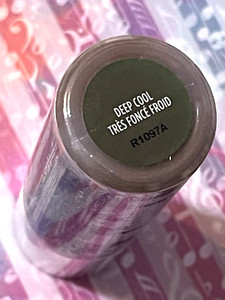 DEEP COOL
TRÈS FONCÉ FROID
R1097A